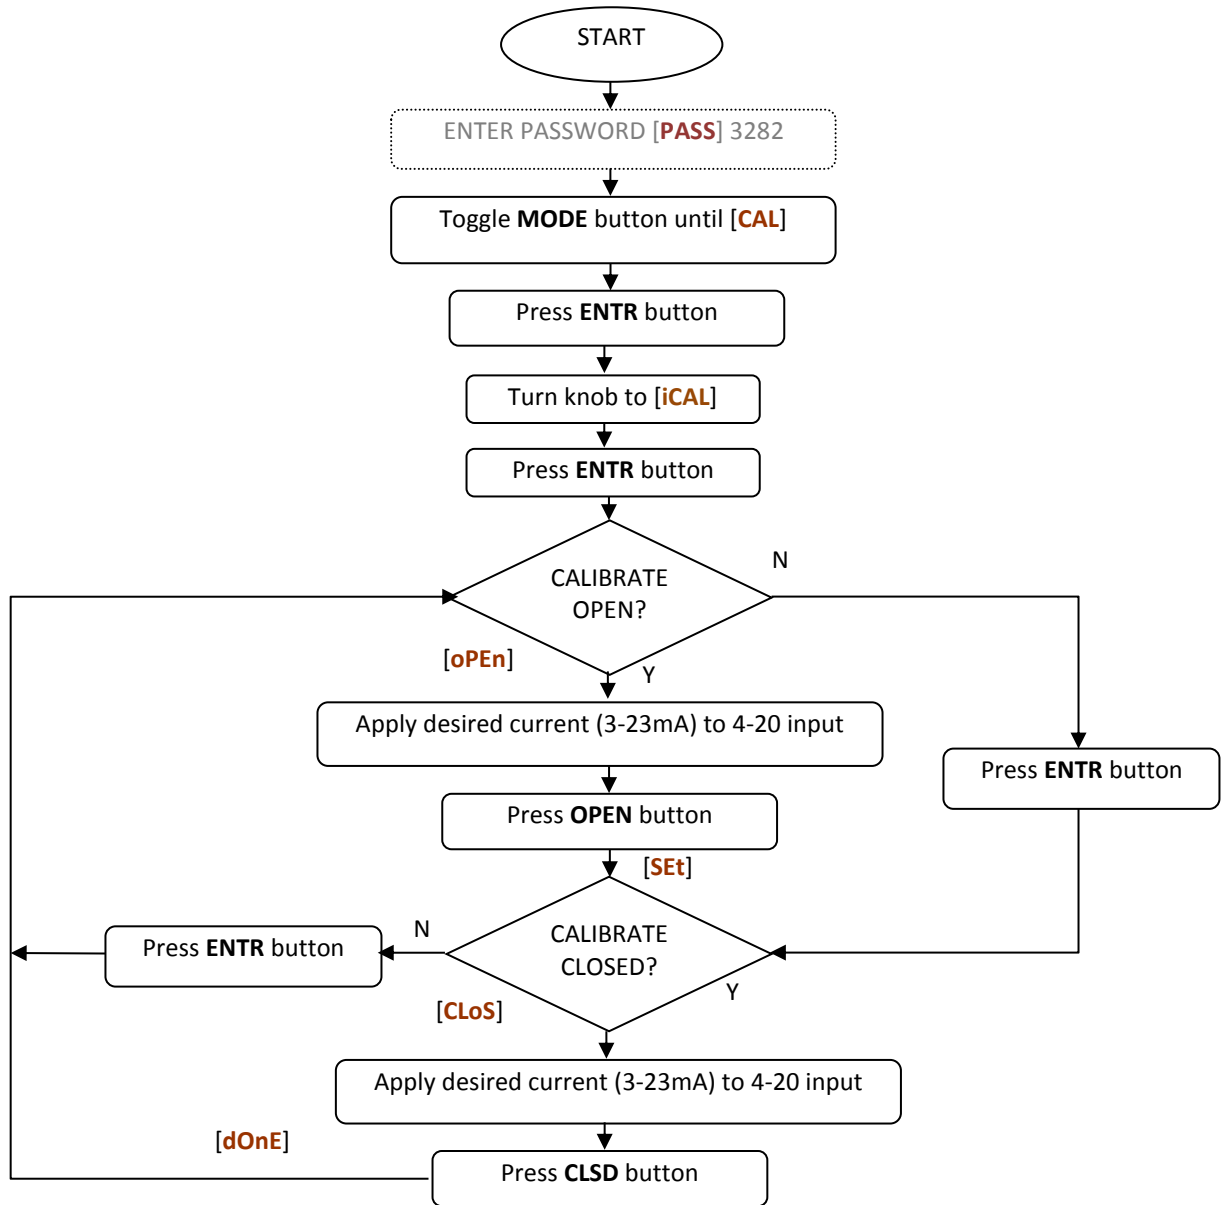 START
ENTER PASSWORD [PASS] 3282
Toggle MODE button until [CAL]
Press ENTR button
Turn knob to [iCAL]
Press ENTR button
N
CALIBRATE
OPEN?
[oPEn]
Y
Apply desired current (3-23mA) to 4-20 input
Press ENTR button
Press OPEN button
[SEt]
Press ENTR button
N
CALIBRATE
CLOSED?
Y
[CLoS]
Apply desired current (3-23mA) to 4-20 input
[dOnE]
Press CLSD button